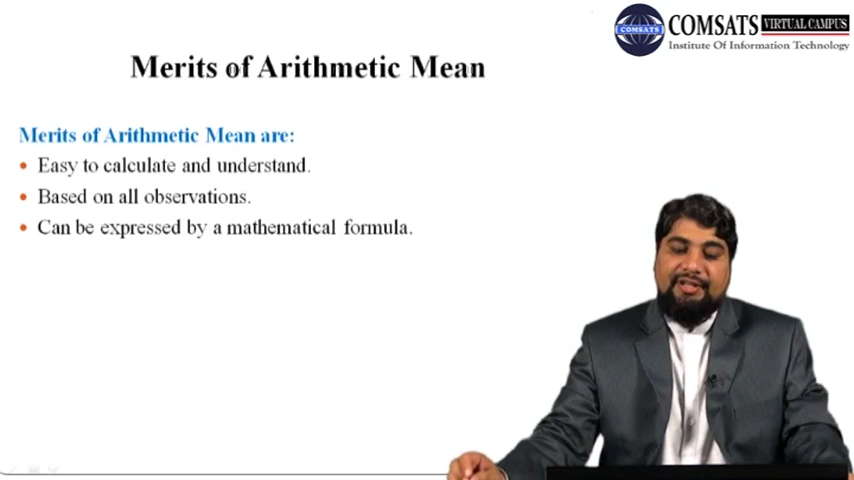 COMSATS VIRTUAL CAMPUS
COMSATS
Institute Of Information Technology
Merits of Arithmetic Mean
Merits of Arithmetic Mean are:
• Easy to calculate and understand.
• Based on all observations.
• Can be expressed by a mathematical formula.